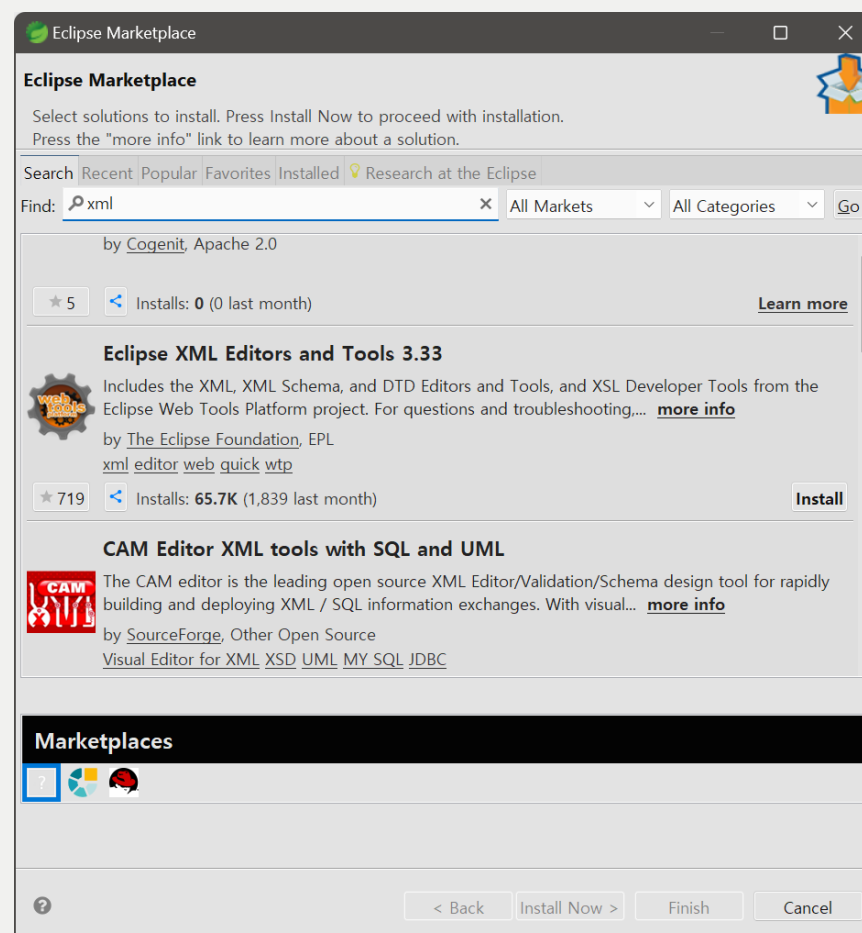 Eclipse Marketplace
Eclipse Marketplace
Select solutions to install. Press Install Now to proceed with installation.
Press the "more info" link to learn more about a solution.
Search Recent Popular Favorites Installed Research at the Eclipse
Find: xml All Markets All Categories Go
by Cogenit, Apache 2.0
5 Installs: 0 (0 last month) Learn more
Eclipse XML Editors and Tools 3.33
Includes the XML, XML Schema, and DTD Editors and Tools, and XSL Developer Tools from the
Eclipse Web Tools Platform project. For questions and troubleshooting,... more info
by The Eclipse Foundation, EPL
xml editor web quick wtp
719 Installs: 65.7K (1,839 last month) Install
CAM Editor XML tools with SQL and UML
The CAM editor is the leading open source XML Editor/Validation/Schema design tool for rapidly
building and deploying XML / SQL information exchanges. With visual... more info
by SourceForge, Other Open Source
Visual Editor for XML XSD UML MY SQL JDBC
web tools
CAM
Marketplaces
?
? < Back Install Now > Finish Cancel